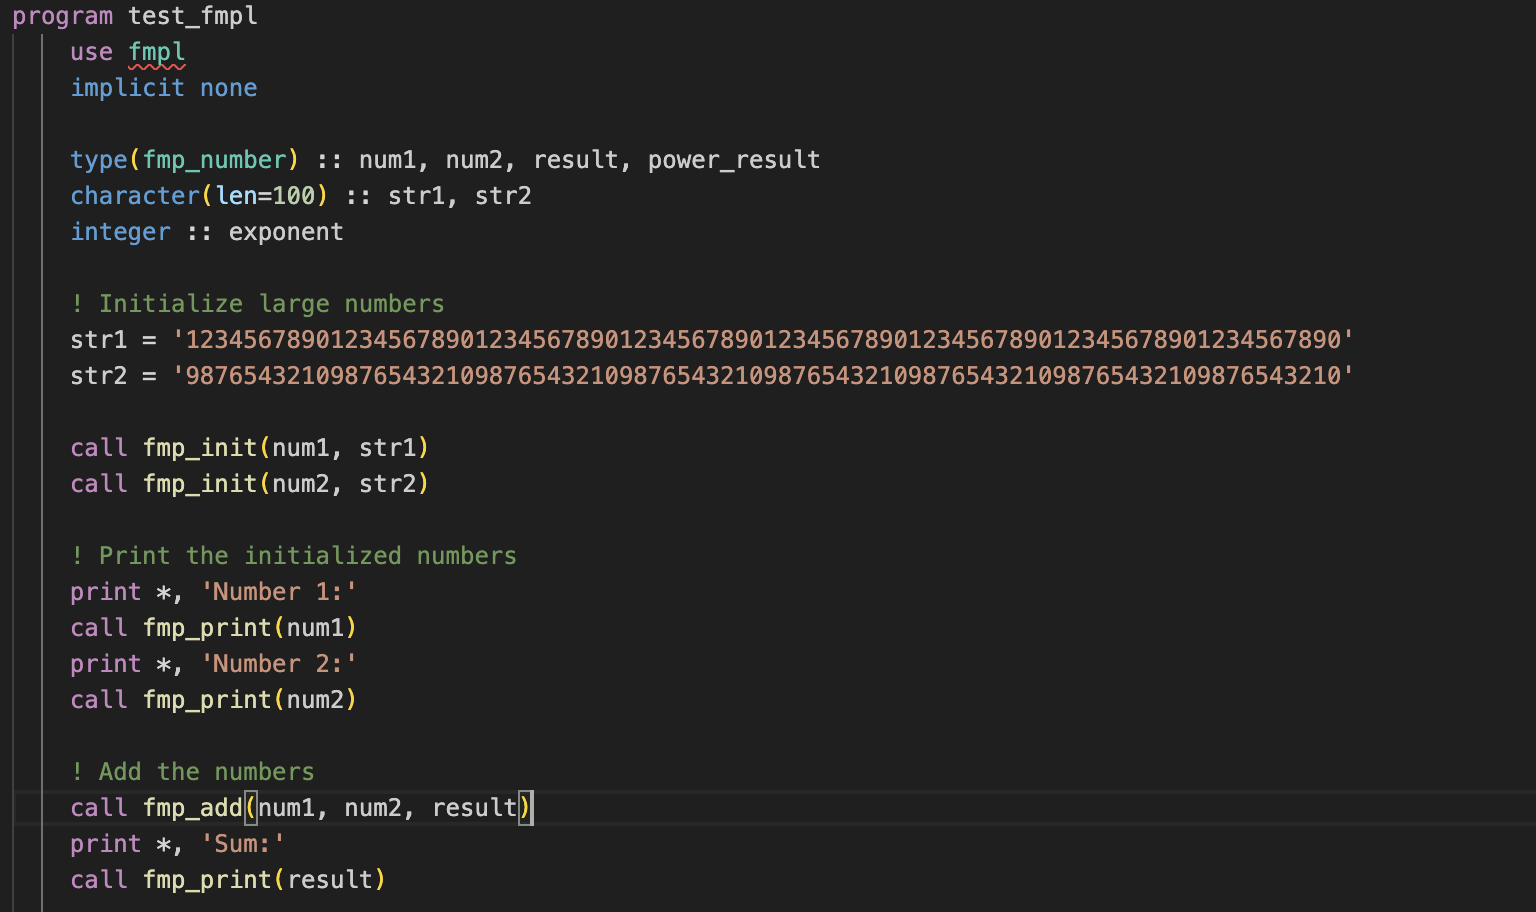 program test_fmpl
    use fmpl
    implicit none

    type(fmp_number) :: num1, num2, result, power_result
    character(len=100) :: str1, str2
    integer :: exponent

    ! Initialize large numbers
    str1 = '12345678901234567890123456789012345678901234567890123456789012345678901234567890'
    str2 = '98765432109876543210987654321098765432109876543210987654321098765432109876543210'

    call fmp_init(num1, str1)
    call fmp_init(num2, str2)

    ! Print the initialized numbers
    print *, 'Number 1:'
    call fmp_print(num1)
    print *, 'Number 2:'
    call fmp_print(num2)

    ! Add the numbers
    call fmp_add(num1, num2, result)
    print *, 'Sum:'
    call fmp_print(result)